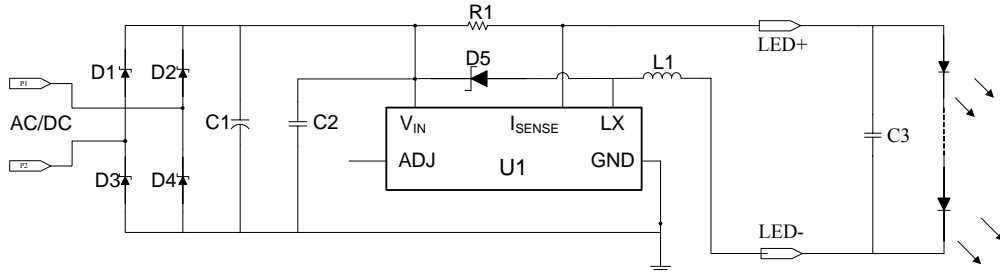 R1
LED+
D1
D2
D5
L1
P1
AC/DC
C1
C2
VIN
ISENSE
LX
C3
P2
ADJ
GND
U1
D3
D4
LED-